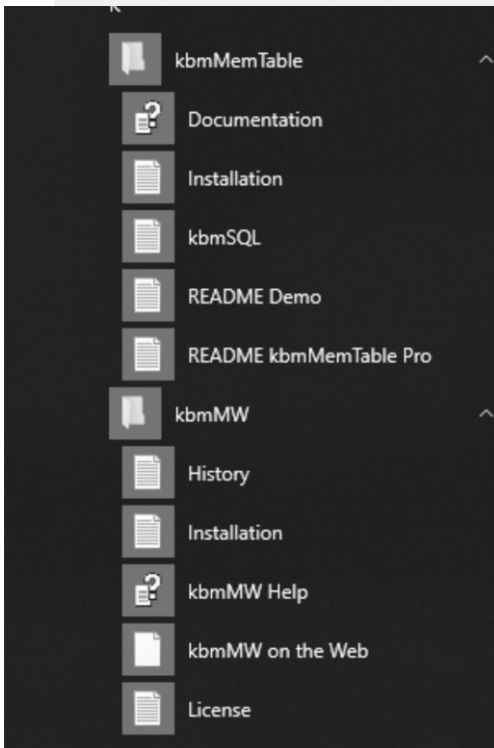 K
kbmMemTable
Documentation
Installation
kbmSQL
README Demo
README kbmMemTable Pro
kbmMW
History
Installation
kbmMW Help
kbmMW on the Web
License